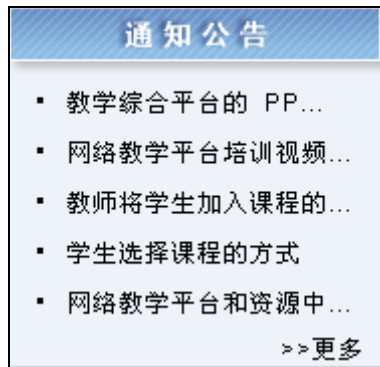 通知公告
▪ 教学综合平台的 PP...
▪ 网络教学平台培训视频...
▪ 教师将学生加入课程的...
▪ 学生选择课程的方式
▪ 网络教学平台和资源中...
>>更多